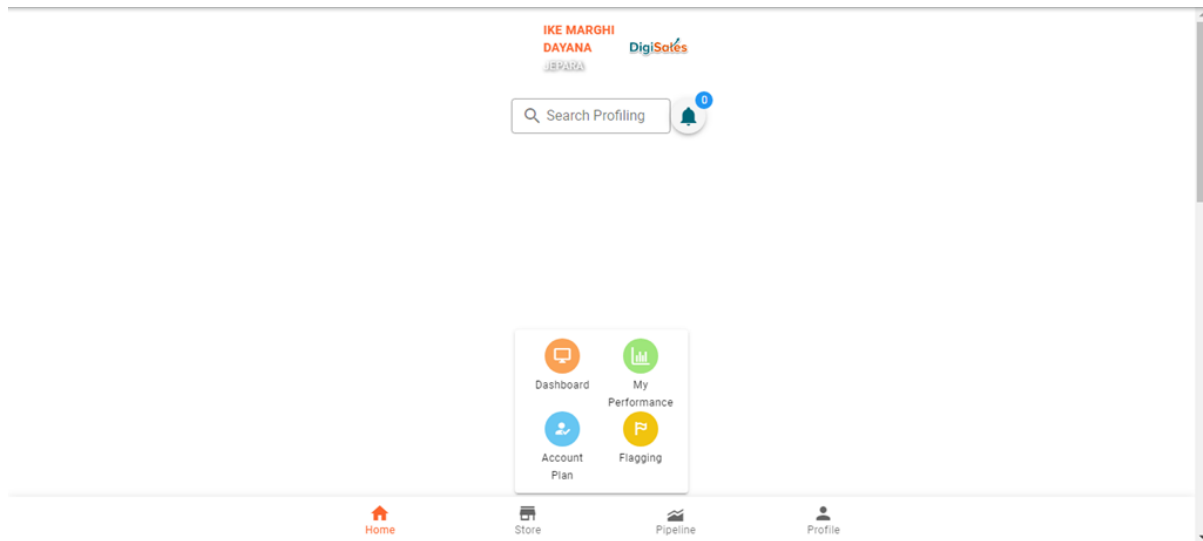 IKE MARGHI
DAYANA
DigiSales
JEPARA
Search Profiling
0
Dashboard
My
Performance
Account
Plan
Flagging
Home
Store
Pipeline
Profile